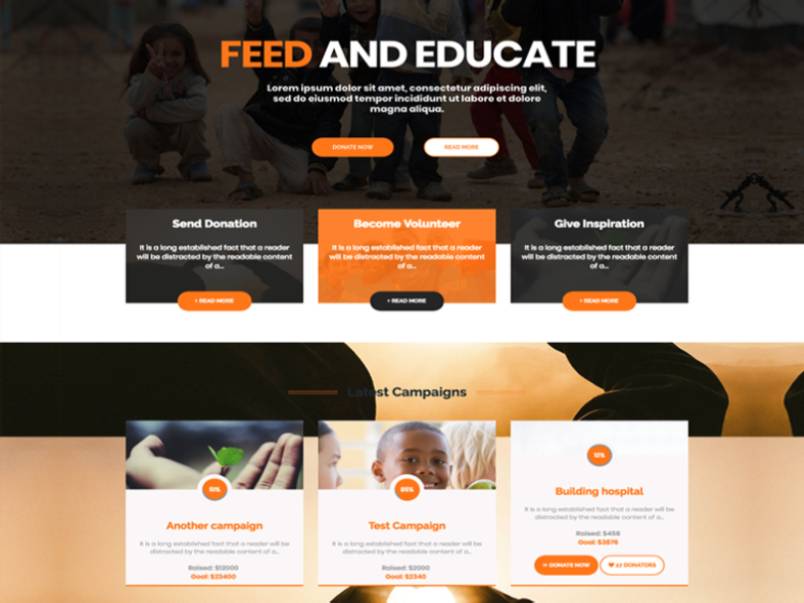 FEED AND EDUCATE
Lorem ipsum dolor sit amet, consectetur adipiscing elit,
sed do eiusmod tempor incididunt ut labore et dolore
magna aliqua.
DONATE NOW
READ MORE
Send Donation
It is a long established fact that a reader
will be distracted by the readable content
of a...
+ READ MORE
Become Volunteer
It is a long established fact that a reader
will be distracted by the readable content
of a...
+ READ MORE
Give Inspiration
It is a long established fact that a reader
will be distracted by the readable content
of a...
+ READ MORE
Latest Campaigns
Another campaign
It is a long established fact that a reader will be
distracted by the readable content of a...
Raised: $12000
Goal: $23400
Test Campaign
It is a long established fact that a reader will be
distracted by the readable content of a...
Raised: $2000
Goal: $2340
Building hospital
It is a long established fact that a reader will be
distracted by the readable content of a...
Raised: $458
Goal: $3876
DONATE NOW
DONATORS